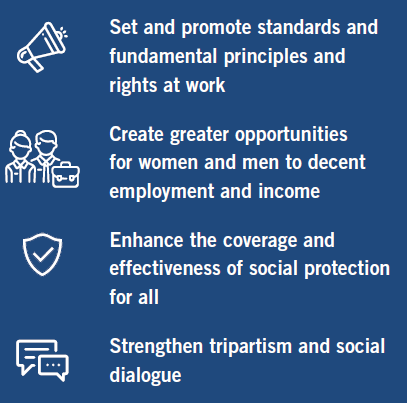 Set and promote standards and
fundamental principles and
rights at work
Create greater opportunities
for women and men to decent
employment and income
Enhance the coverage and
effectiveness of social protection
for all
Strengthen tripartism and social
dialogue